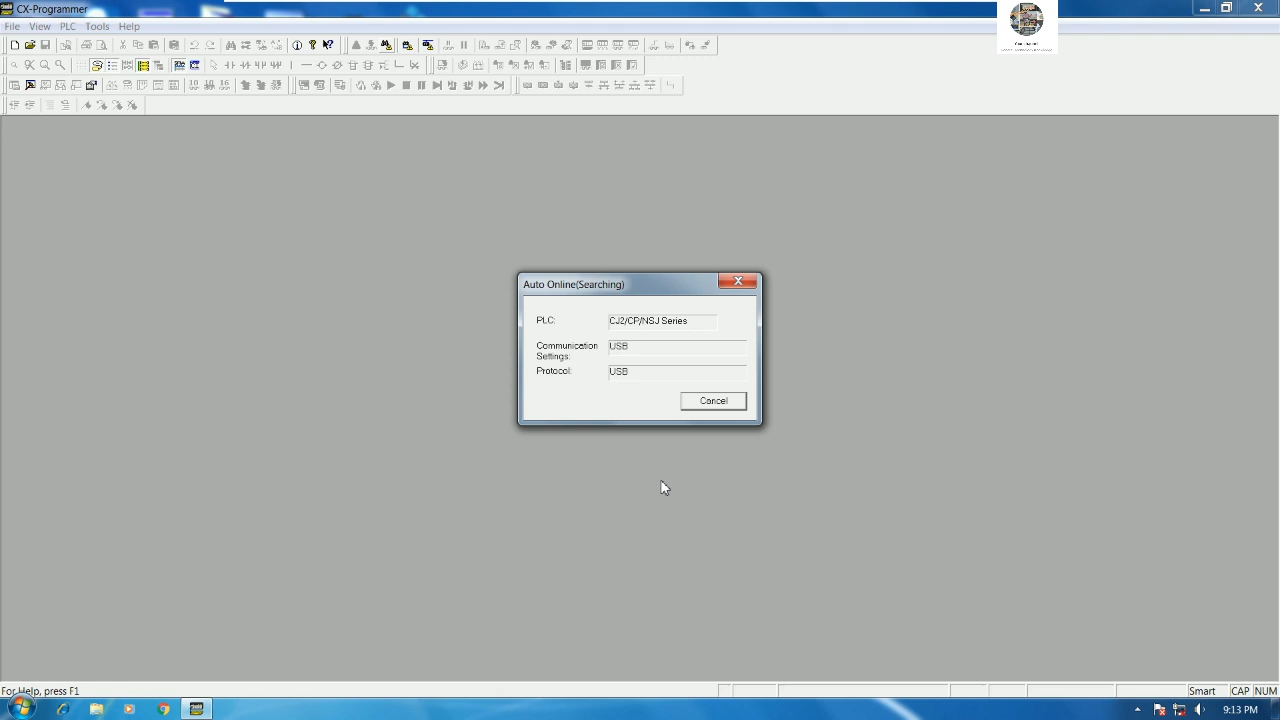 CX-Programmer
File View PLC Tools Help
Auto Online(Searching)
PLC: CJ2/CP/NSJ Series
Communication Settings: USB
Protocol: USB
Cancel
For Help, press F1
Smart CAP NUM
9:13 PM